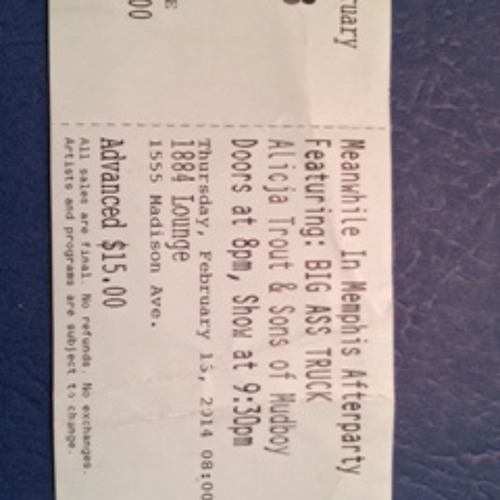 ruary
Meanwhile In Memphis Afterparty
Featuring: BIG ASS TRUCK
Alicja Trout & Sons of Mudboy
Doors at 8pm, Show at 9:30pm
Thursday, February 13, 2014 08:00
1884 Lounge
1555 Madison Ave.
Advanced $15.00
All sales are final. No refunds. No exchanges.
Artists and programs are subject to change.